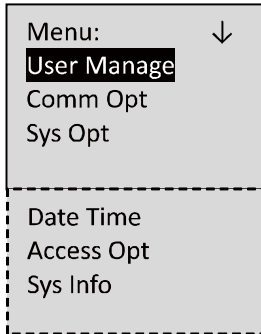 Menu: ↓
User Manage
Comm Opt
Sys Opt
Date Time
Access Opt
Sys Info